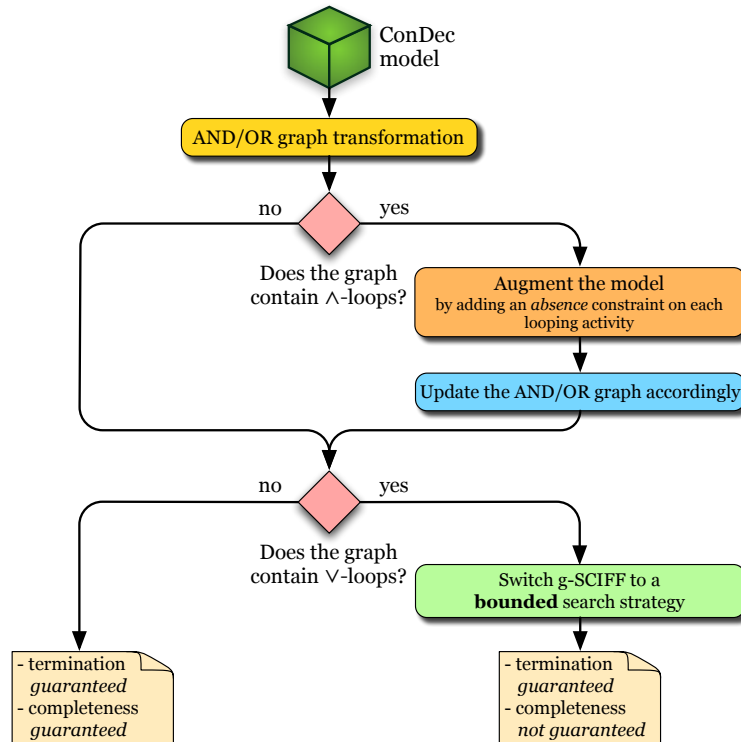 ConDec
model
AND/OR graph transformation
no
yes
Does the graph
contain ∧-loops?
Augment the model
by adding an absence constraint on each
looping activity
Update the AND/OR graph accordingly
no
yes
Does the graph
contain ∨-loops?
Switch g-SCIFF to a
bounded search strategy
- termination
guaranteed
- completeness
guaranteed
- termination
guaranteed
- completeness
not guaranteed